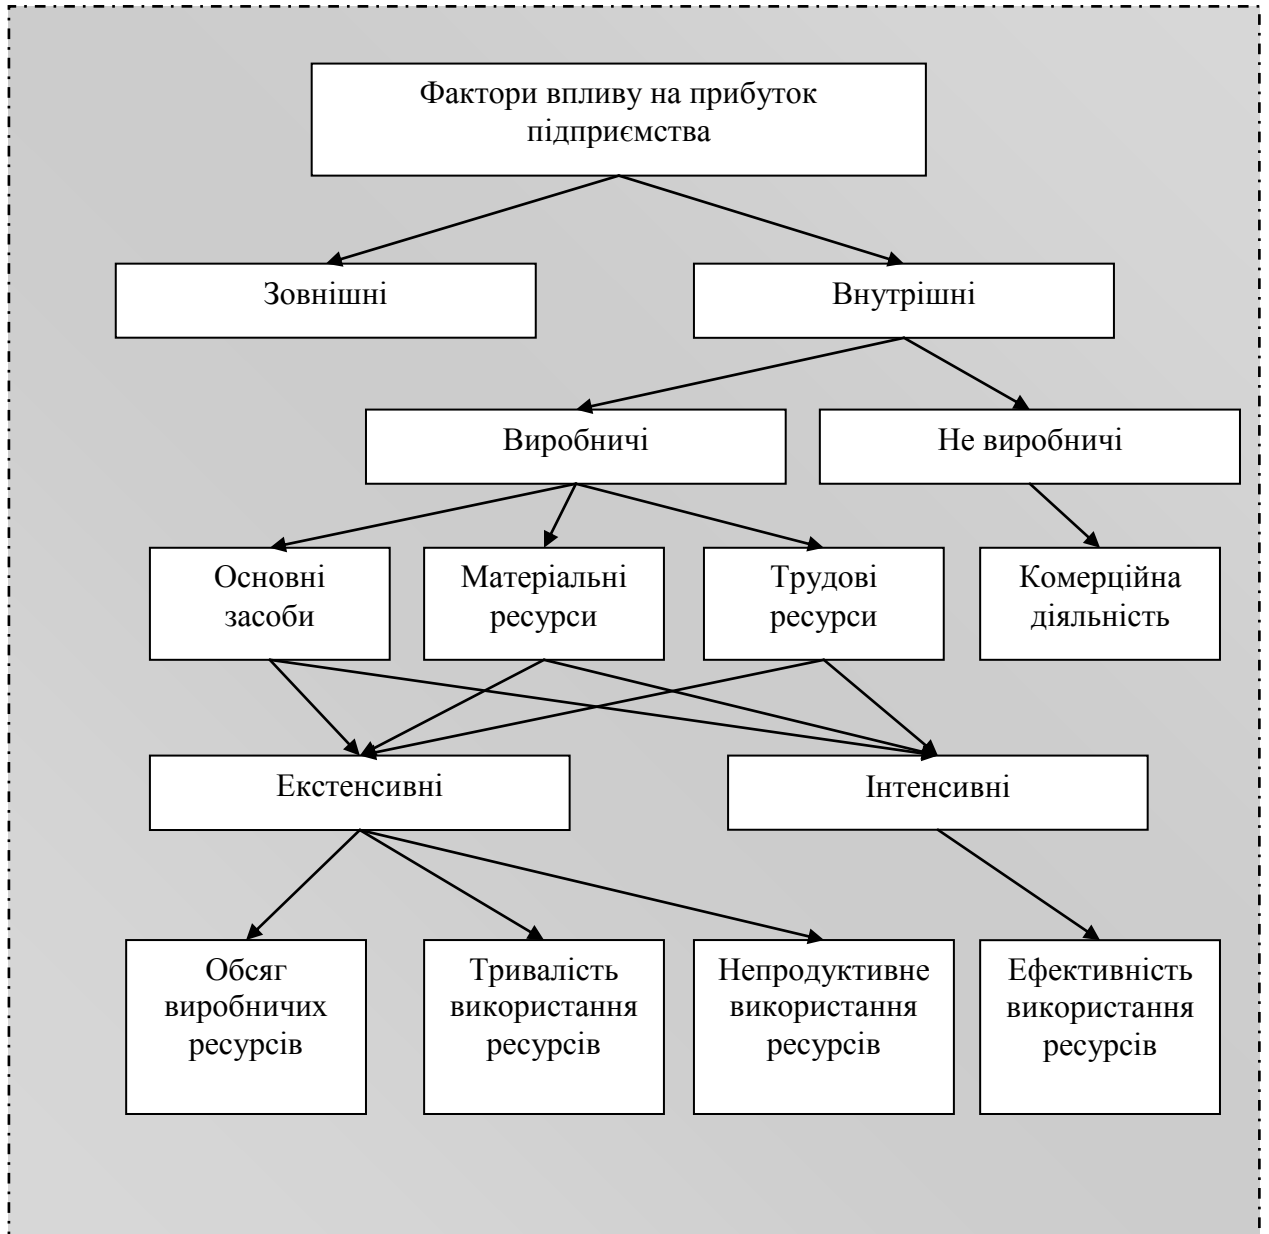 Фактори впливу на прибуток
підприємства
Зовнішні
Внутрішні
Виробничі
Не виробничі
Основні
засоби
Матеріальні
ресурси
Трудові
ресурси
Комерційна
діяльність
Екстенсивні
Інтенсивні
Обсяг
виробничих
ресурсів
Тривалість
використання
ресурсів
Непродуктивне
використання
ресурсів
Ефективність
використання
ресурсів